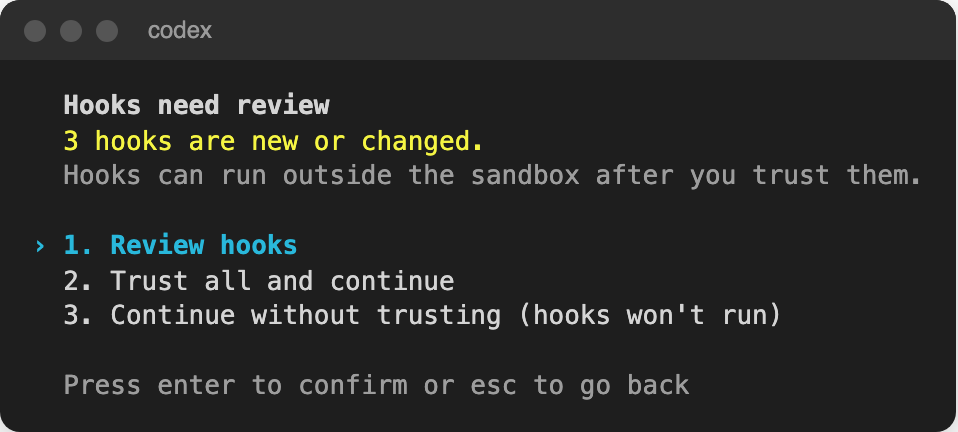 codex
Hooks need review
3 hooks are new or changed.
Hooks can run outside the sandbox after you trust them.
› 1. Review hooks
2. Trust all and continue
3. Continue without trusting (hooks won't run)
Press enter to confirm or esc to go back